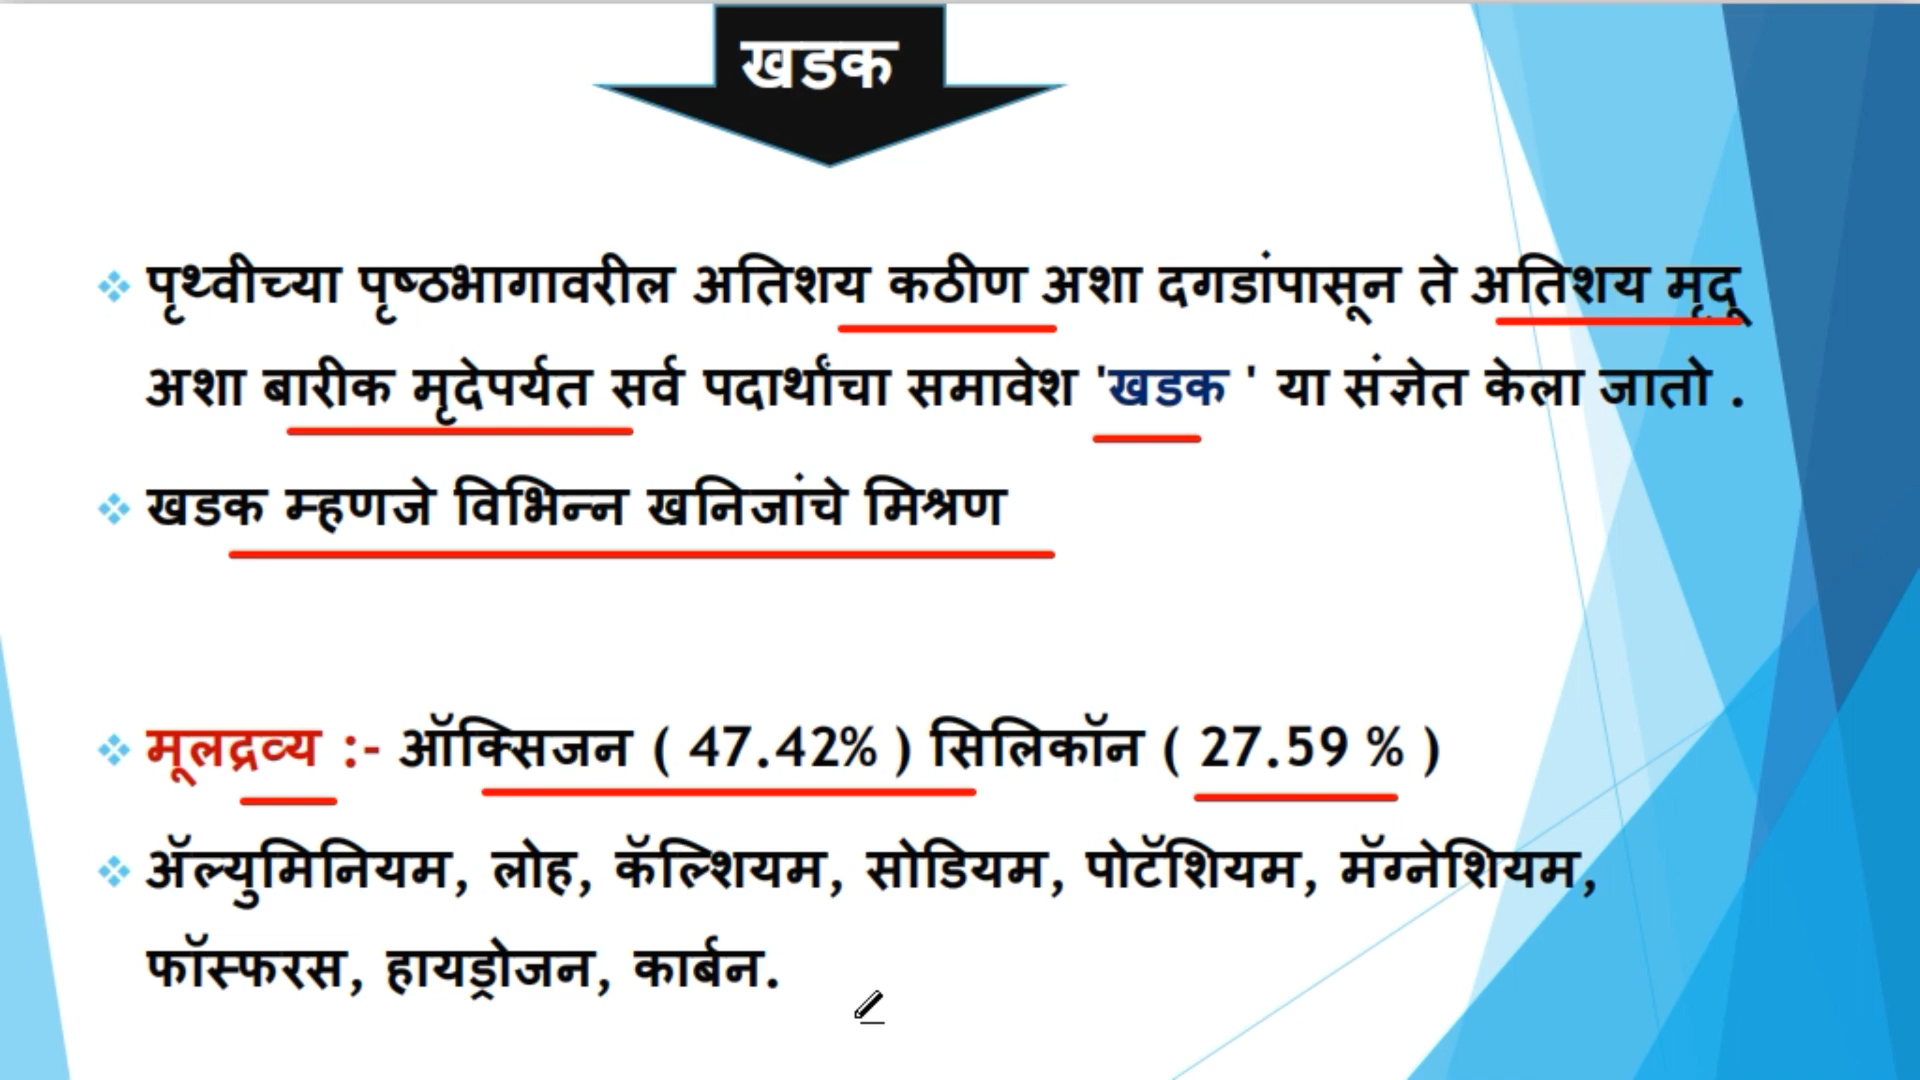 खडक
पृथ्वीच्या पृष्ठभागावरील अतिशय कठीण अशा दगडांपासून ते अतिशय मृदू
अशा बारीक मृदेपर्यत सर्व पदार्थांचा समावेश 'खडक ' या संज्ञेत केला जातो .
खडक म्हणजे विभिन्न खनिजांचे मिश्रण
मूलद्रव्य :- ऑक्सिजन ( 47.42% ) सिलिकॉन ( 27.59 % )
ॲल्युमिनियम, लोह, कॅल्शियम, सोडियम, पोटॅशियम, मॅग्नेशियम,
फॉस्फरस, हायड्रोजन, कार्बन.